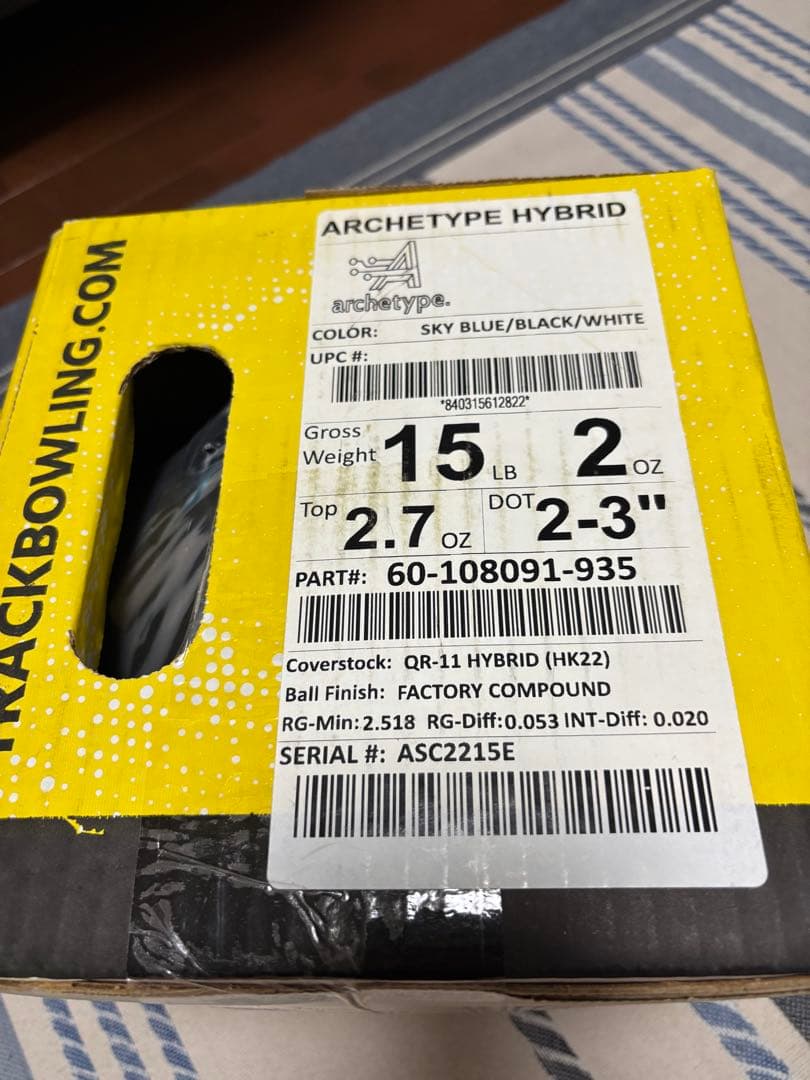 TRACKBOWLING.COM
ARCHETYPE HYBRID
archetype.
COLOR: SKY BLUE/BLACK/WHITE
UPC #:
*840315612822*
Gross Weight 15 LB 2 OZ
Top 2.7 OZ DOT 2-3"
PART#: 60-108091-935
Coverstock: QR-11 HYBRID (HK22)
Ball Finish: FACTORY COMPOUND
RG-Min: 2.518 RG-Diff: 0.053 INT-Diff: 0.020
SERIAL #: ASC2215E